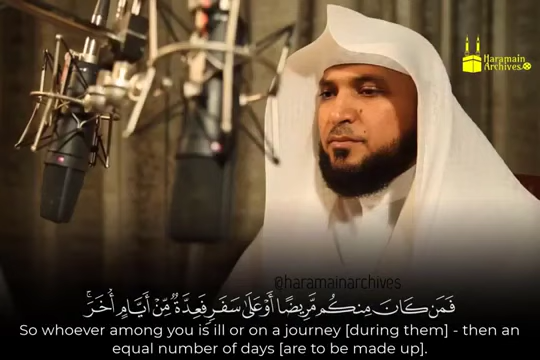 Haramain
Archives
@haramainarchives
فَمَن كَانَ مِنكُم مَّرِيضًا أَوْ عَلَىٰ سَفَرٍ فَعِدَّةٌ مِّنْ أَيَّامٍ أُخَرَ ۚ
So whoever among you is ill or on a journey [during them] - then an
equal number of days [are to be made up].